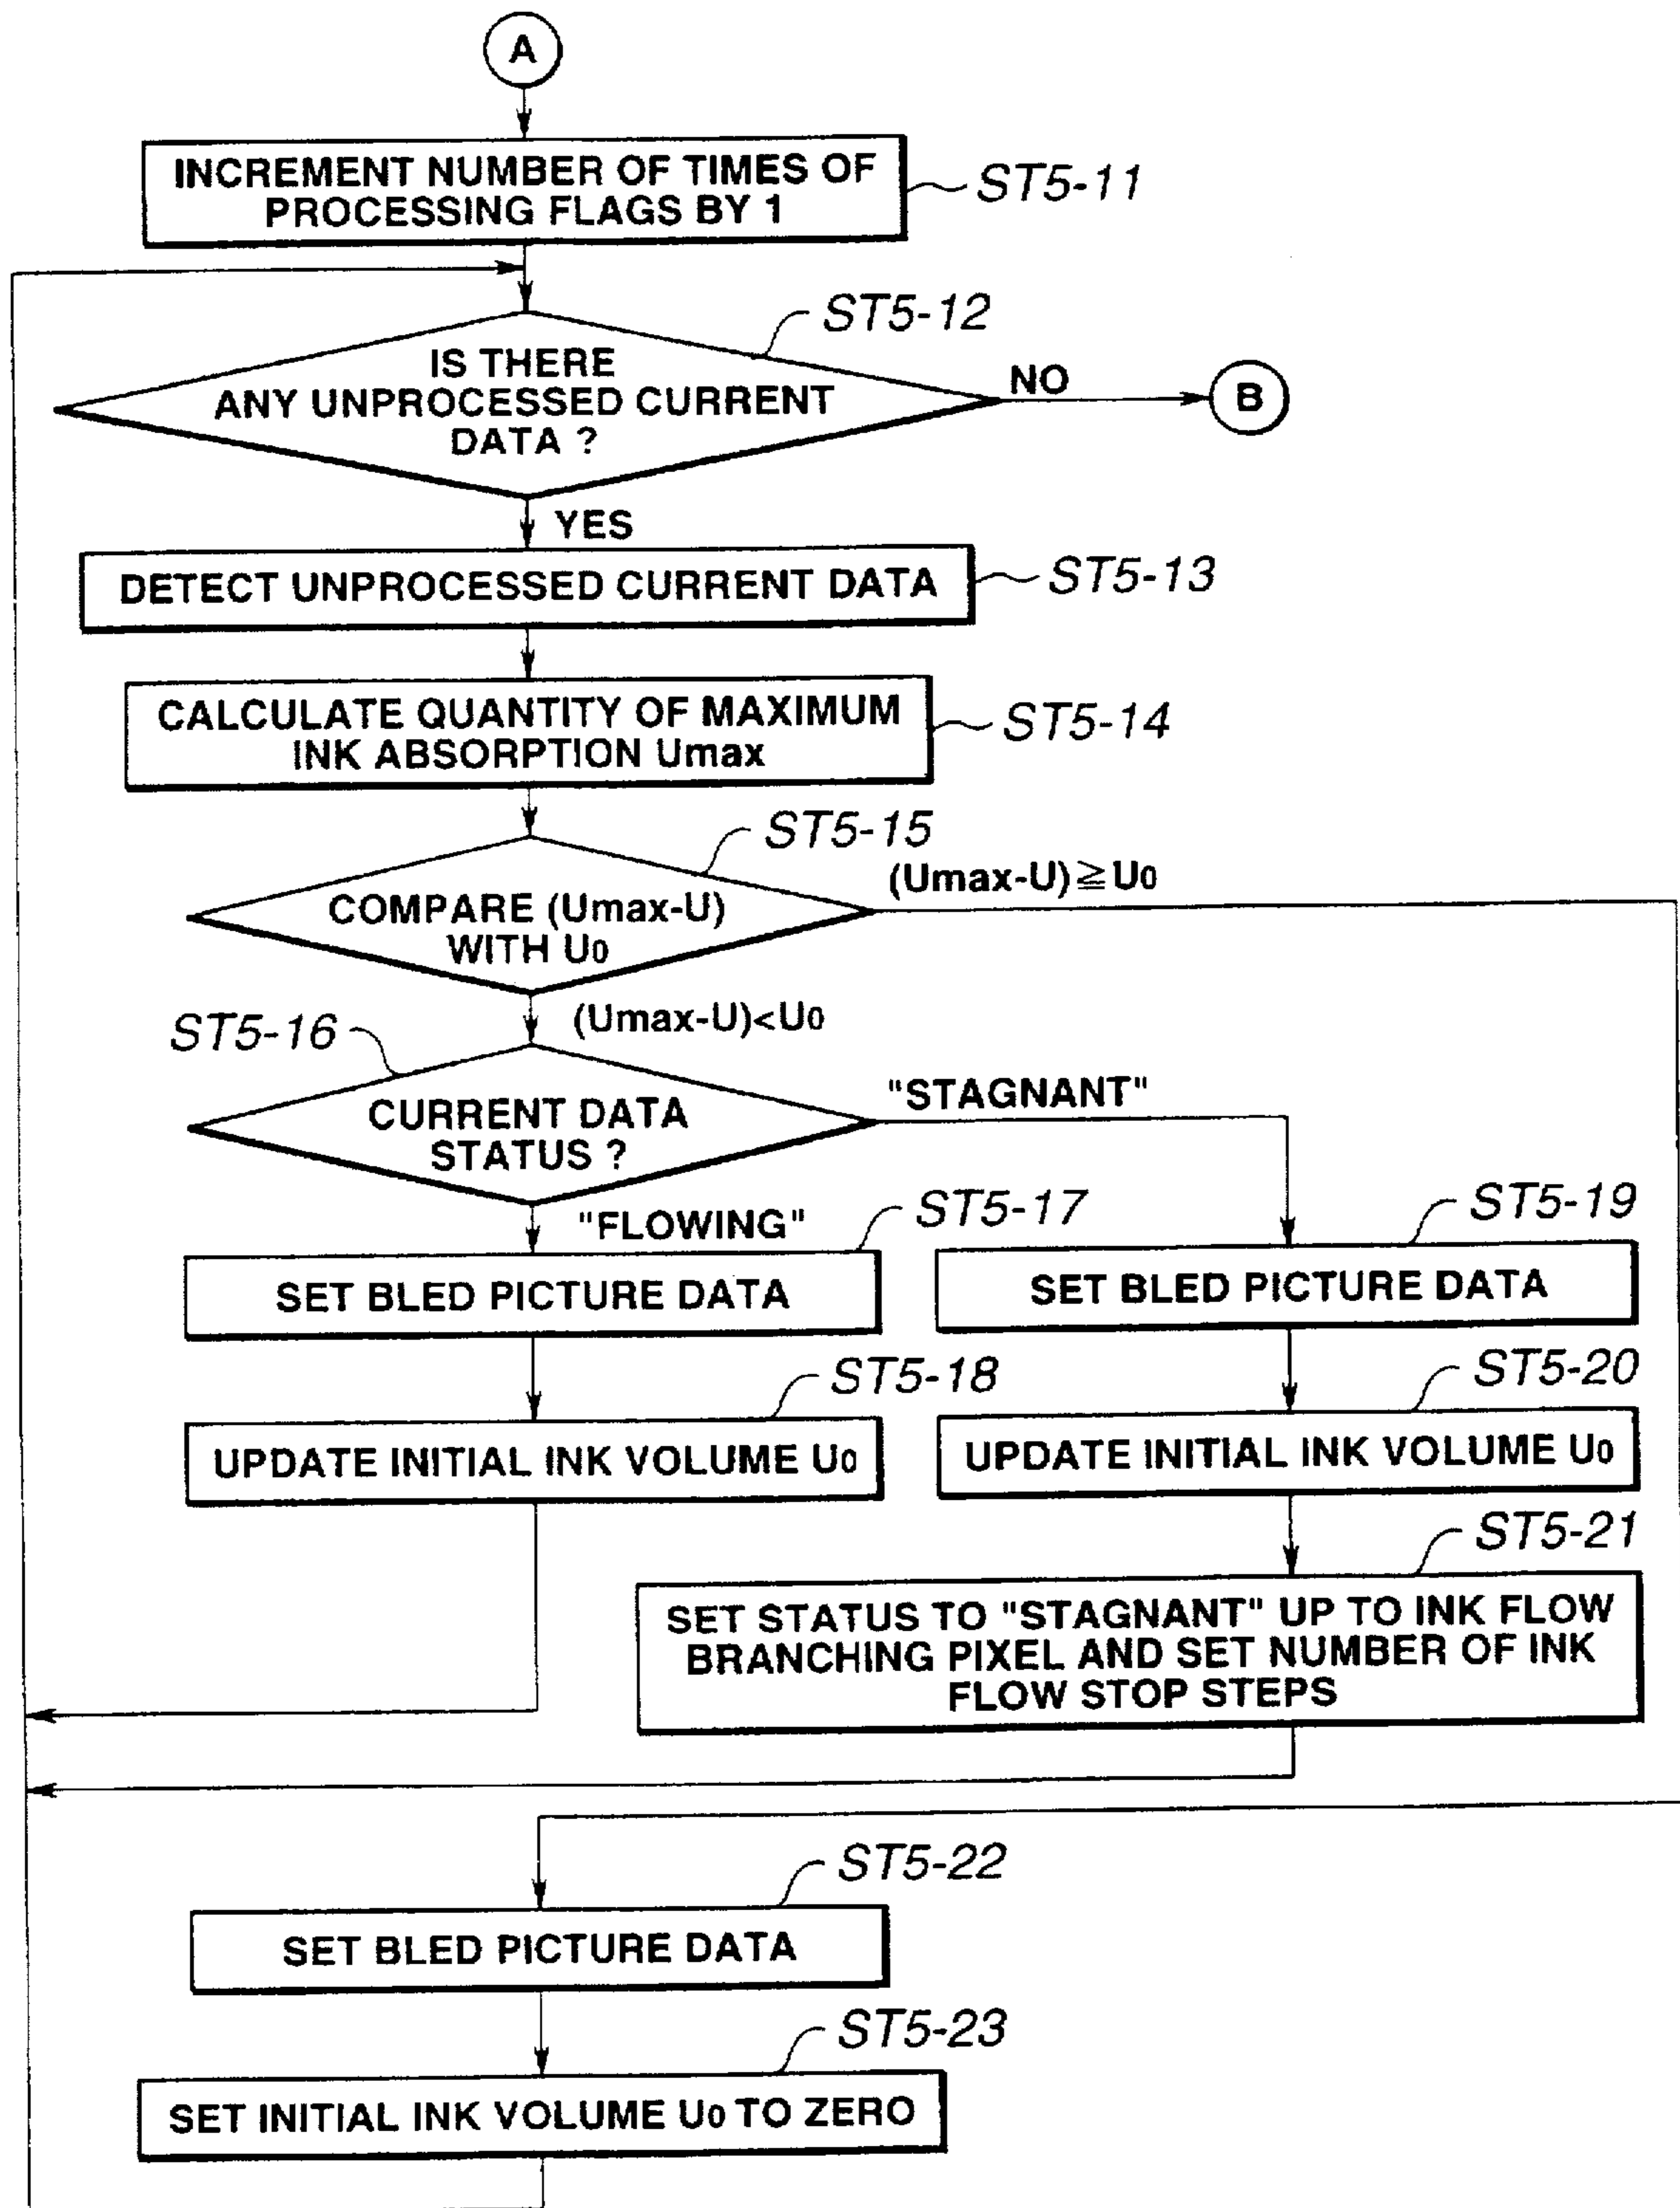 A
INCREMENT NUMBER OF TIMES OF
PROCESSING FLAGS BY 1
ST5-11
ST5-12
IS THERE
ANY UNPROCESSED CURRENT
DATA ?
NO
B
YES
DETECT UNPROCESSED CURRENT DATA
ST5-13
CALCULATE QUANTITY OF MAXIMUM
INK ABSORPTION Umax
ST5-14
ST5-15
(Umax-U)≧U0
COMPARE (Umax-U)
WITH U0
(Umax-U)<U0
ST5-16
"STAGNANT"
CURRENT DATA
STATUS ?
"FLOWING"
ST5-17
ST5-19
SET BLED PICTURE DATA
SET BLED PICTURE DATA
ST5-18
ST5-20
UPDATE INITIAL INK VOLUME U0
UPDATE INITIAL INK VOLUME U0
ST5-21
SET STATUS TO "STAGNANT" UP TO INK FLOW
BRANCHING PIXEL AND SET NUMBER OF INK
FLOW STOP STEPS
ST5-22
SET BLED PICTURE DATA
ST5-23
SET INITIAL INK VOLUME U0 TO ZERO